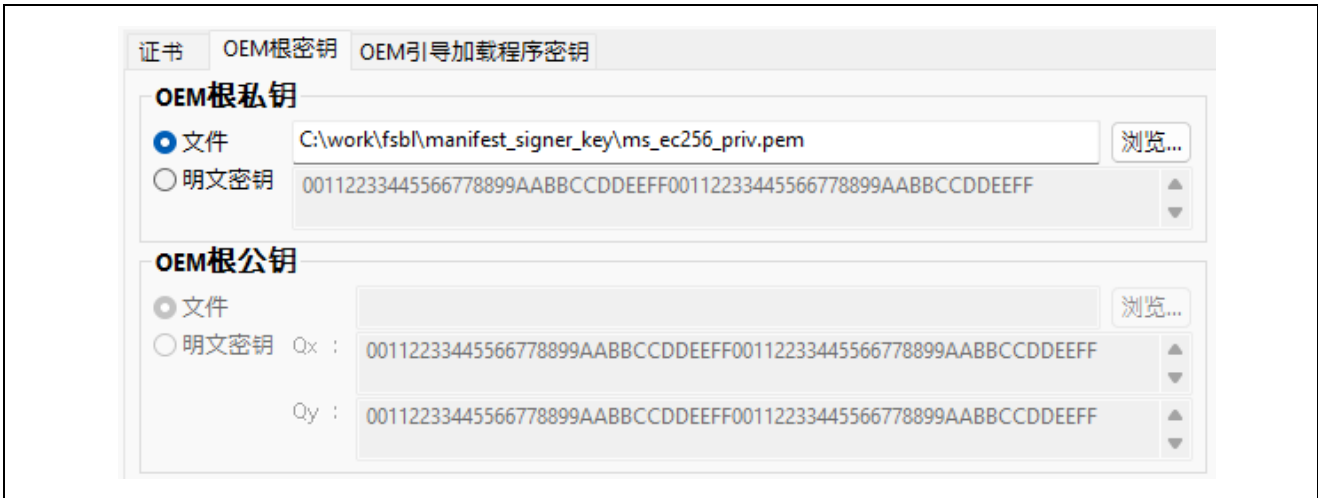 证书 OEM根密钥 OEM引导加载程序密钥
OEM根私钥
文件 C:\work\fsbl\manifest_signer_key\ms_ec256_priv.pem 浏览...
明文密钥 00112233445566778899AABBCCDDEEFF00112233445566778899AABBCCDDEEFF
OEM根公钥
文件 浏览...
明文密钥 Qx : 00112233445566778899AABBCCDDEEFF00112233445566778899AABBCCDDEEFF
Qy : 00112233445566778899AABBCCDDEEFF00112233445566778899AABBCCDDEEFF